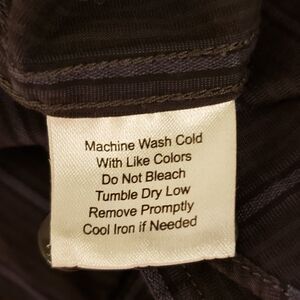 Machine Wash Cold
With Like Colors
Do Not Bleach
Tumble Dry Low
Remove Promptly
Cool Iron if Needed